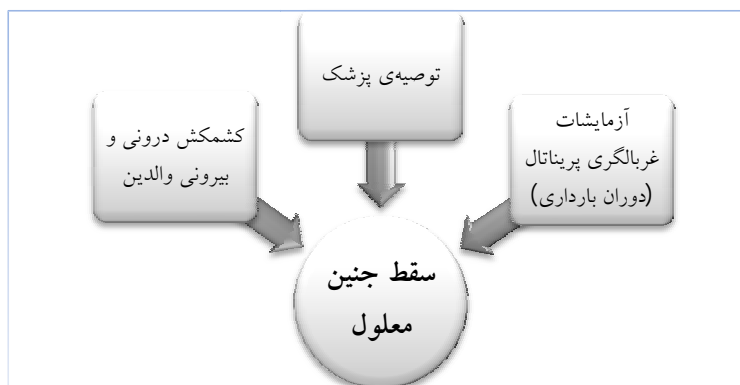 توصیه‌ی پزشک
آزمایشات
غربالگری پریناتال
(دوران بارداری)
کشمکش درونی و
بیرونی والدین
سقط جنین
معلول